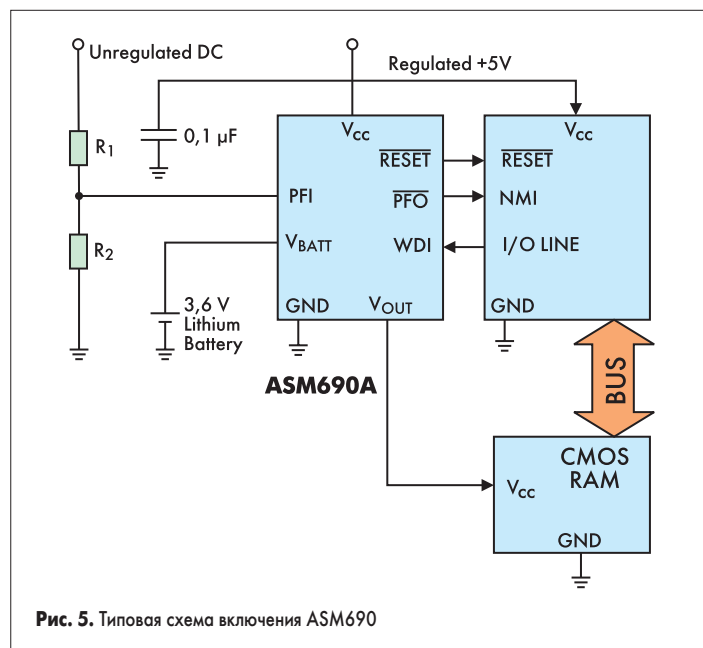 Unregulated DC
Regulated +5V
R1
0,1 µF
R2
VCC
RESET
PFI
PFO
VBATT
WDI
GND
VOUT
VCC
RESET
NMI
I/O LINE
GND
3,6 V
Lithium
Battery
ASM690A
BUS
CMOS
RAM
VCC
GND
Рис. 5. Типовая схема включения ASM690